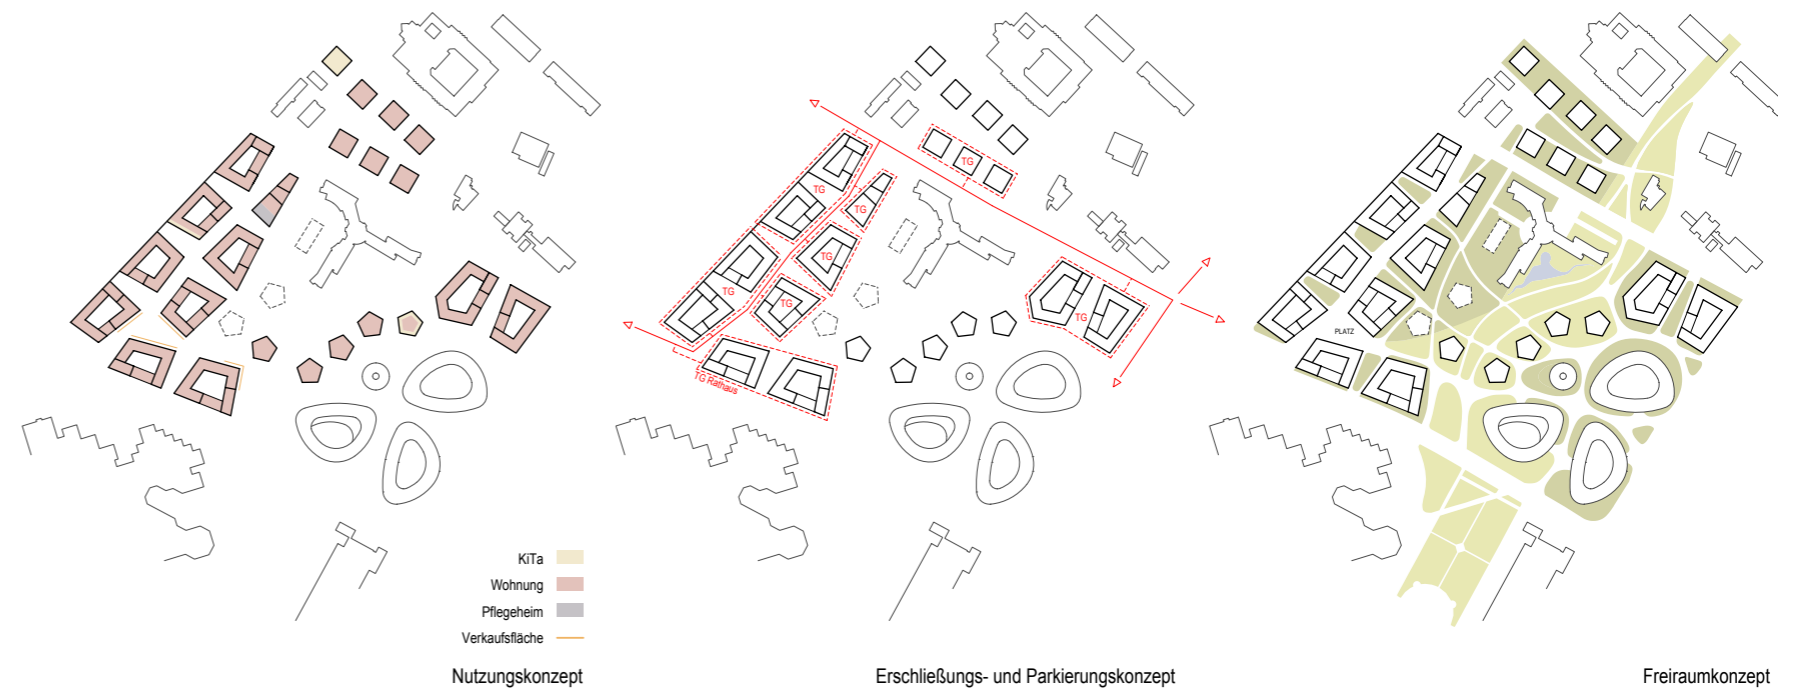 KiTa
Wohnung
Pflegeheim
Verkaufsfläche
Nutzungskonzept
TG
TG
TG
TG
TG
TG
TG
TG
TG Rathaus
Erschließungs- und Parkierungskonzept
PLATZ
Freiraumkonzept